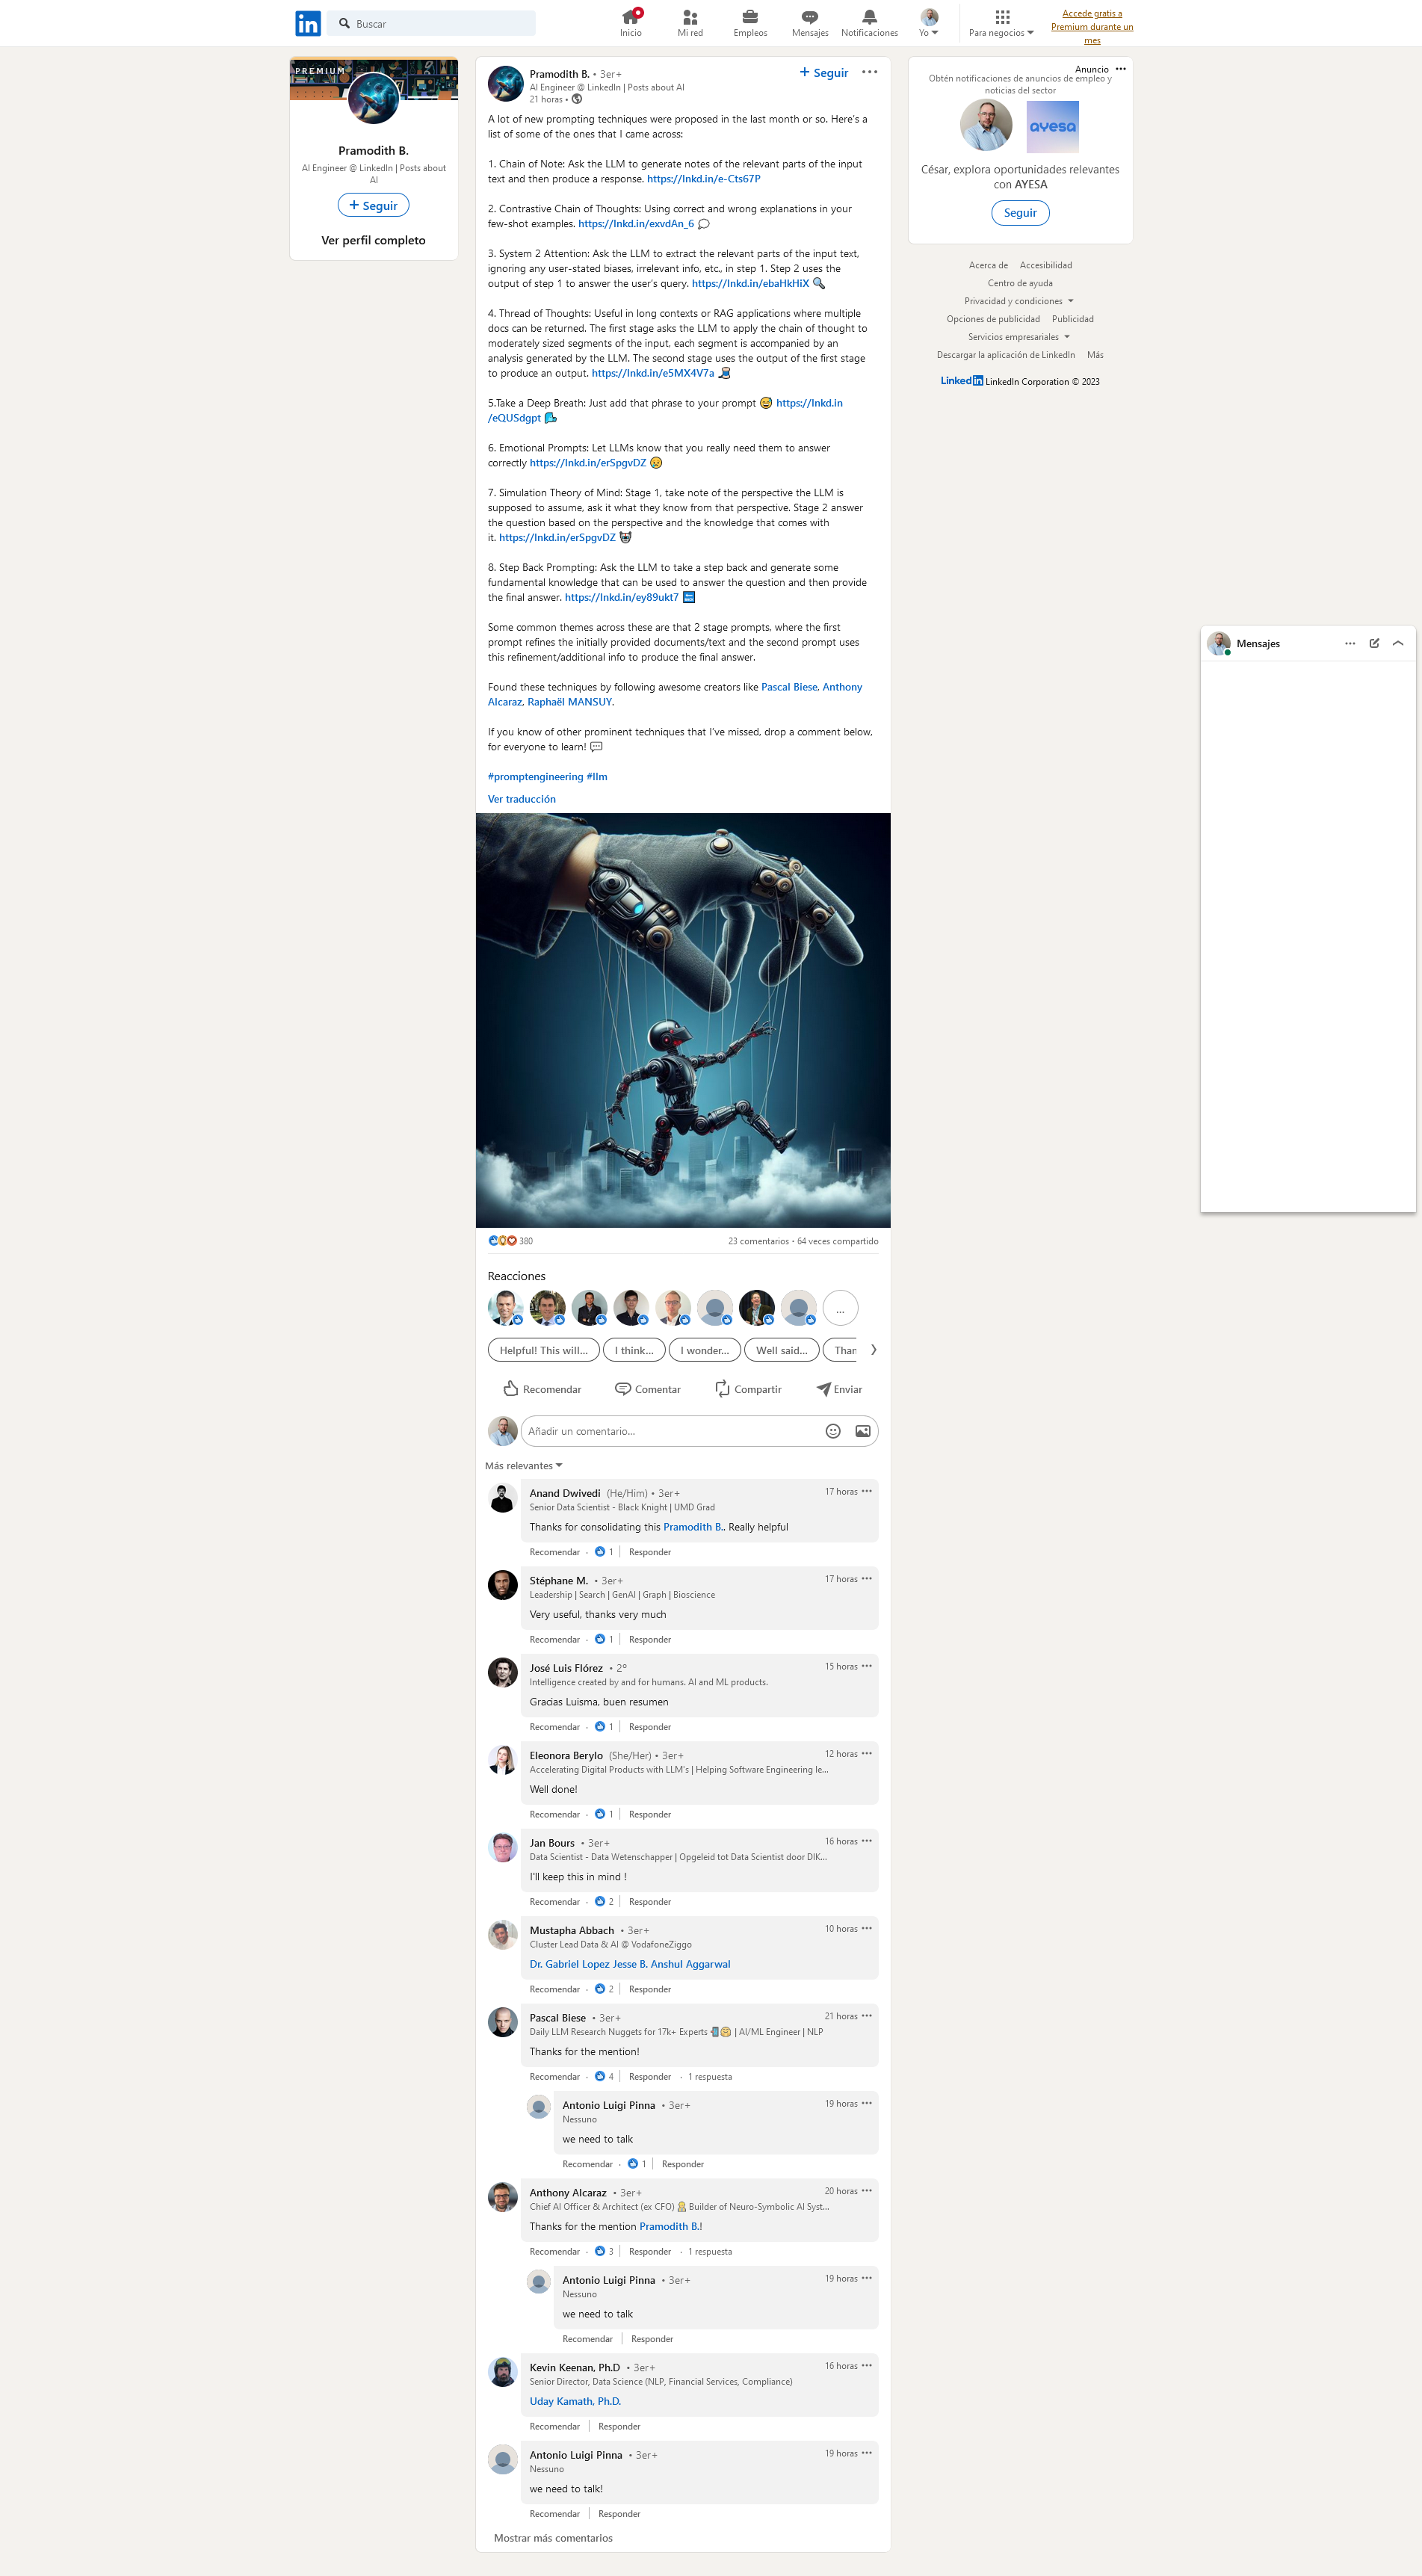 in
Buscar
Inicio
Mi red
Empleos
Mensajes
Notificaciones
Yo
Para negocios
Accede gratis a
Premium durante un
mes
PREMIUM
Pramodith B.
AI Engineer @ LinkedIn | Posts about
AI
Seguir
Ver perfil completo
Pramodith B. • 3er+
AI Engineer @ LinkedIn | Posts about AI
21 horas •
Seguir
A lot of new prompting techniques were proposed in the last month or so. Here's a
list of some of the ones that I came across:
1. Chain of Note: Ask the LLM to generate notes of the relevant parts of the input
text and then produce a response. https://lnkd.in/e-Cts67P
2. Contrastive Chain of Thoughts: Using correct and wrong explanations in your
few-shot examples. https://lnkd.in/exvdAn_6 💭
3. System 2 Attention: Ask the LLM to extract the relevant parts of the input text,
ignoring any user-stated biases, irrelevant info, etc., in step 1. Step 2 uses the
output of step 1 to answer the user's query. https://lnkd.in/ebaHkHiX 🔍
4. Thread of Thoughts: Useful in long contexts or RAG applications where multiple
docs can be returned. The first stage asks the LLM to apply the chain of thought to
moderately sized segments of the input, each segment is accompanied by an
analysis generated by the LLM. The second stage uses the output of the first stage
to produce an output. https://lnkd.in/e5MX4V7a 🧵
5.Take a Deep Breath: Just add that phrase to your prompt 😅 https://lnkd.in
/eQUSdgpt 🌬
6. Emotional Prompts: Let LLMs know that you really need them to answer
correctly https://lnkd.in/erSpgvDZ 😢
7. Simulation Theory of Mind: Stage 1, take note of the perspective the LLM is
supposed to assume, ask it what they know from that perspective. Stage 2 answer
the question based on the perspective and the knowledge that comes with
it. https://lnkd.in/erSpgvDZ
8. Step Back Prompting: Ask the LLM to take a step back and generate some
fundamental knowledge that can be used to answer the question and then provide
the final answer. https://lnkd.in/ey89ukt7 🔙
Some common themes across these are that 2 stage prompts, where the first
prompt refines the initially provided documents/text and the second prompt uses
this refinement/additional info to produce the final answer.
Found these techniques by following awesome creators like Pascal Biese, Anthony
Alcaraz, Raphaël MANSUY.
If you know of other prominent techniques that I've missed, drop a comment below,
for everyone to learn! 💬
#promptengineering #llm
Ver traducción
380
23 comentarios • 64 veces compartido
Reacciones
...
Helpful! This will...
I think...
I wonder...
Well said...
Than
Recomendar
Comentar
Compartir
Enviar
Añadir un comentario...
Más relevantes
Anand Dwivedi (He/Him) • 3er+
17 horas
Senior Data Scientist - Black Knight | UMD Grad
Thanks for consolidating this Pramodith B.. Really helpful
Recomendar · 1 | Responder
Stéphane M. • 3er+
17 horas
Leadership | Search | GenAI | Graph | Bioscience
Very useful, thanks very much
Recomendar · 1 | Responder
José Luis Flórez • 2º
15 horas
Intelligence created by and for humans. AI and ML products.
Gracias Luisma, buen resumen
Recomendar · 1 | Responder
Eleonora Berylo (She/Her) • 3er+
12 horas
Accelerating Digital Products with LLM's | Helping Software Engineering le...
Well done!
Recomendar · 1 | Responder
Jan Bours • 3er+
16 horas
Data Scientist - Data Wetenschapper | Opgeleid tot Data Scientist door DIK...
I'll keep this in mind !
Recomendar · 2 | Responder
Mustapha Abbach • 3er+
10 horas
Cluster Lead Data & AI @ VodafoneZiggo
Dr. Gabriel Lopez Jesse B. Anshul Aggarwal
Recomendar · 2 | Responder
Pascal Biese • 3er+
21 horas
Daily LLM Research Nuggets for 17k+ Experts 📲🤗 | AI/ML Engineer | NLP
Thanks for the mention!
Recomendar · 4 | Responder · 1 respuesta
Antonio Luigi Pinna • 3er+
19 horas
Nessuno
we need to talk
Recomendar · 1 | Responder
Anthony Alcaraz • 3er+
20 horas
Chief AI Officer & Architect (ex CFO) Builder of Neuro-Symbolic AI Syst...
Thanks for the mention Pramodith B.!
Recomendar · 3 | Responder · 1 respuesta
Antonio Luigi Pinna • 3er+
19 horas
Nessuno
we need to talk
Recomendar | Responder
Kevin Keenan, Ph.D • 3er+
16 horas
Senior Director, Data Science (NLP, Financial Services, Compliance)
Uday Kamath, Ph.D.
Recomendar | Responder
Antonio Luigi Pinna • 3er+
19 horas
Nessuno
we need to talk!
Recomendar | Responder
Mostrar más comentarios
Anuncio
Obtén notificaciones de anuncios de empleo y
noticias del sector
ayesa
César, explora oportunidades relevantes
con AYESA
Seguir
Acerca de
Accesibilidad
Centro de ayuda
Privacidad y condiciones
Opciones de publicidad
Publicidad
Servicios empresariales
Descargar la aplicación de LinkedIn
Más
LinkedIn LinkedIn Corporation © 2023
Mensajes